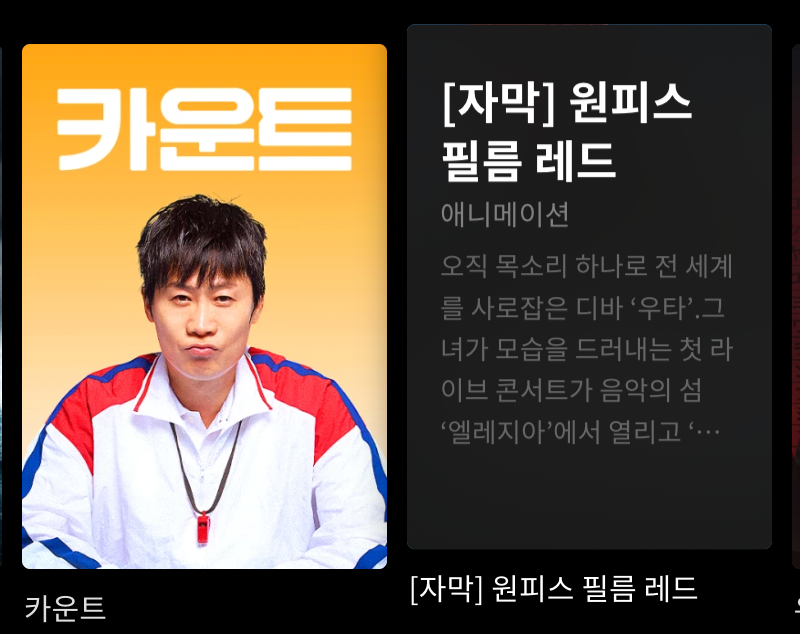 카운트
카운트
[자막] 원피스
필름 레드
애니메이션
오직 목소리 하나로 전 세계
를 사로잡은 디바 ‘우타’.그
녀가 모습을 드러내는 첫 라
이브 콘서트가 음악의 섬
‘엘레지아’에서 열리고 ‘…
[자막] 원피스 필름 레드